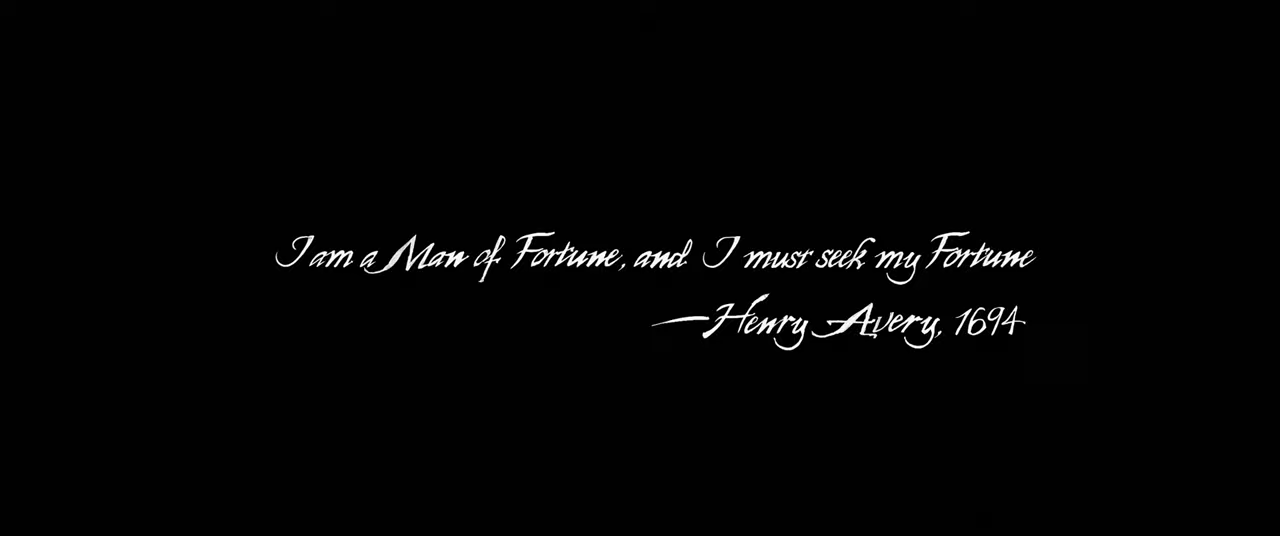 I am a Man of Fortune, and I must seek my Fortune
—Henry Avery, 1694